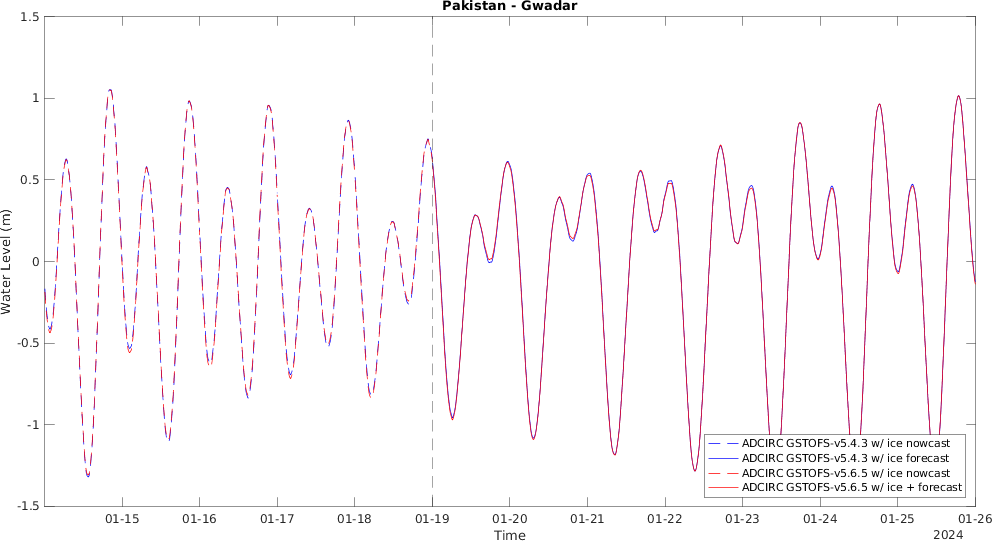 Pakistan - Gwadar
1.5
1
0.5
0
-0.5
-1
-1.5
Water Level (m)
ADCIRC GSTOFS-v5.4.3 w/ ice nowcast
ADCIRC GSTOFS-v5.4.3 w/ ice forecast
ADCIRC GSTOFS-v5.6.5 w/ ice nowcast
ADCIRC GSTOFS-v5.6.5 w/ ice + forecast
01-15 01-16 01-17 01-18 01-19 01-20 01-21 01-22 01-23 01-24 01-25 01-26
Time
2024